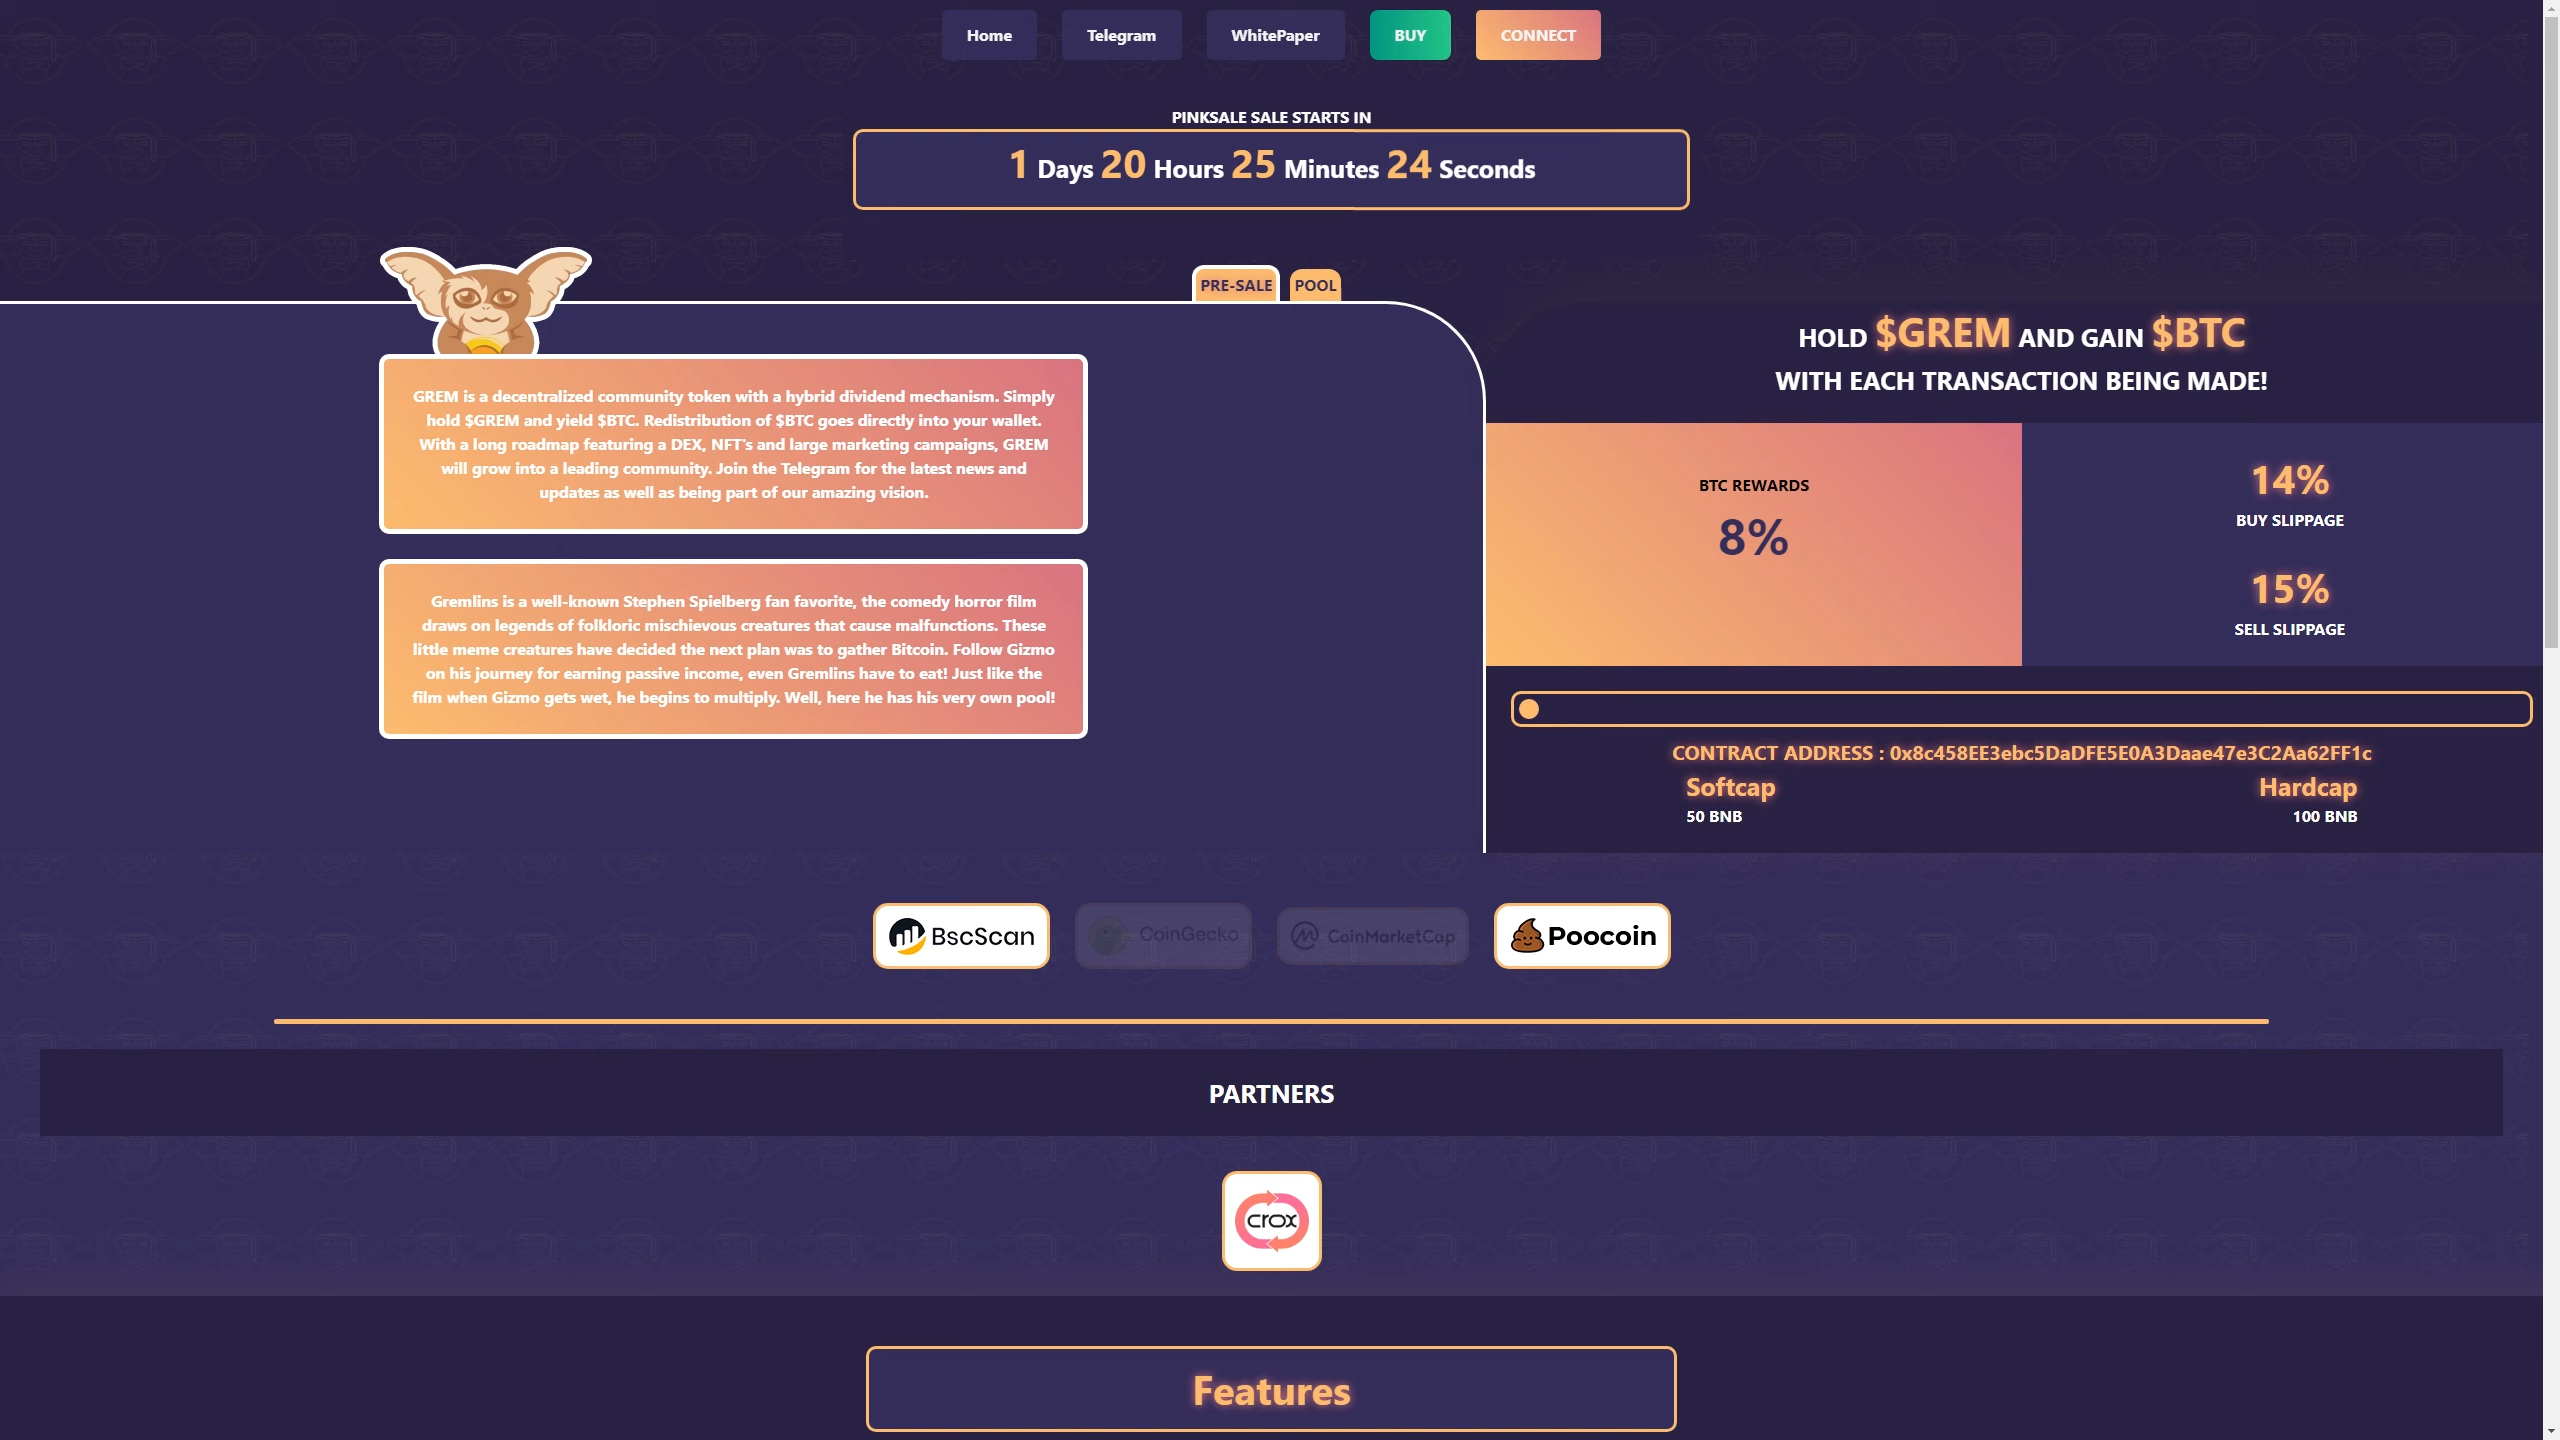 Home Telegram WhitePaper BUY CONNECT
PINKSALE SALE STARTS IN
1 Days 20 Hours 25 Minutes 24 Seconds
PRE-SALE POOL
GREM is a decentralized community token with a hybrid dividend mechanism. Simply
hold $GREM and yield $BTC. Redistribution of $BTC goes directly into your wallet.
With a long roadmap featuring a DEX, NFT's and large marketing campaigns, GREM
will grow into a leading community. Join the Telegram for the latest news and
updates as well as being part of our amazing vision.
Gremlins is a well-known Stephen Spielberg fan favorite, the comedy horror film
draws on legends of folkloric mischievous creatures that cause malfunctions. These
little meme creatures have decided the next plan was to gather Bitcoin. Follow Gizmo
on his journey for earning passive income, even Gremlins have to eat! Just like the
film when Gizmo gets wet, he begins to multiply. Well, here he has his very own pool!
HOLD $GREM AND GAIN $BTC
WITH EACH TRANSACTION BEING MADE!
BTC REWARDS
8%
14%
BUY SLIPPAGE
15%
SELL SLIPPAGE
CONTRACT ADDRESS : 0x8c458EE3ebc5DaDFE5E0A3Daae47e3C2Aa62FF1c
Softcap Hardcap
50 BNB 100 BNB
BscScan CoinGecko CoinMarketCap Poocoin
PARTNERS
crox
Features